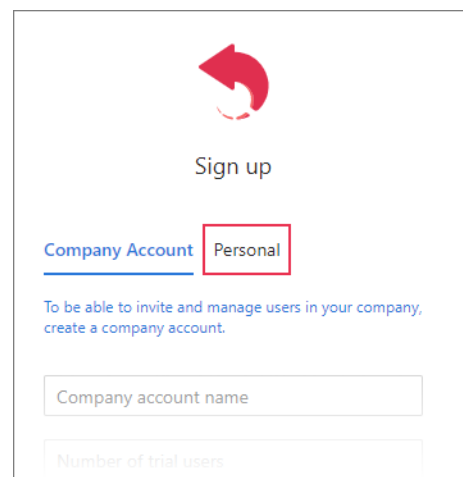 Sign up
Company Account Personal
To be able to invite and manage users in your company,
create a company account.
Company account name
Number of trial users